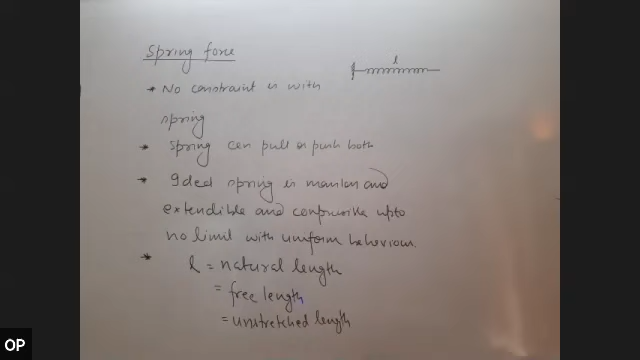 Spring force
l
* No constraint is with
spring
* Spring can pull or push both
* Ideal spring is massless and
extendible and compressible upto
no limit with uniform behaviour
* l = natural length
= free length
= unstretched length
OP